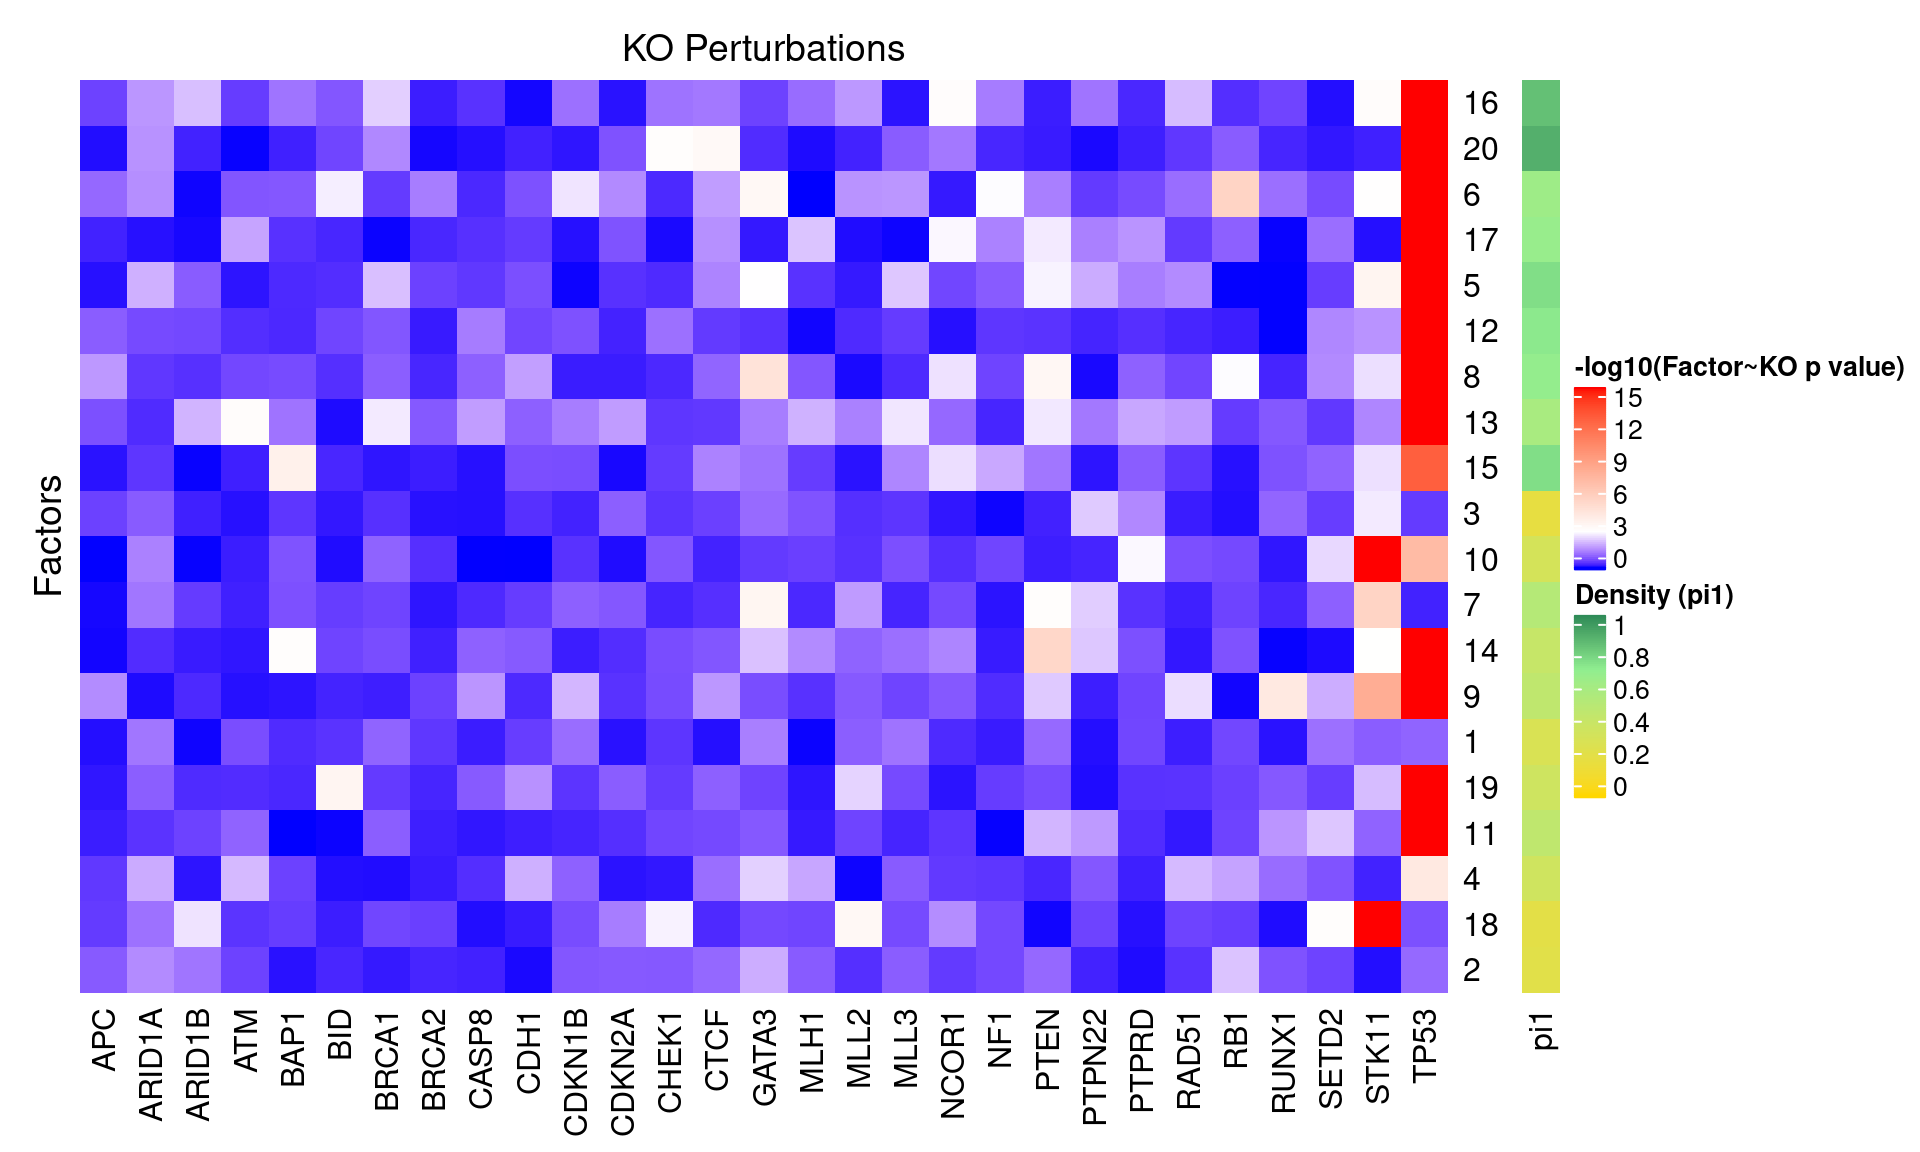 KO Perturbations
Factors
16
20
6
17
5
12
8
13
15
3
10
7
14
9
1
19
11
4
18
2
APC
ARID1A
ARID1B
ATM
BAP1
BID
BRCA1
BRCA2
CASP8
CDH1
CDKN1B
CDKN2A
CHEK1
CTCF
GATA3
MLH1
MLL2
MLL3
NCOR1
NF1
PTEN
PTPN22
PTPRD
RAD51
RB1
RUNX1
SETD2
STK11
TP53
pi1
-log10(Factor~KO p value)
15
12
9
6
3
0
Density (pi1)
1
0.8
0.6
0.4
0.2
0